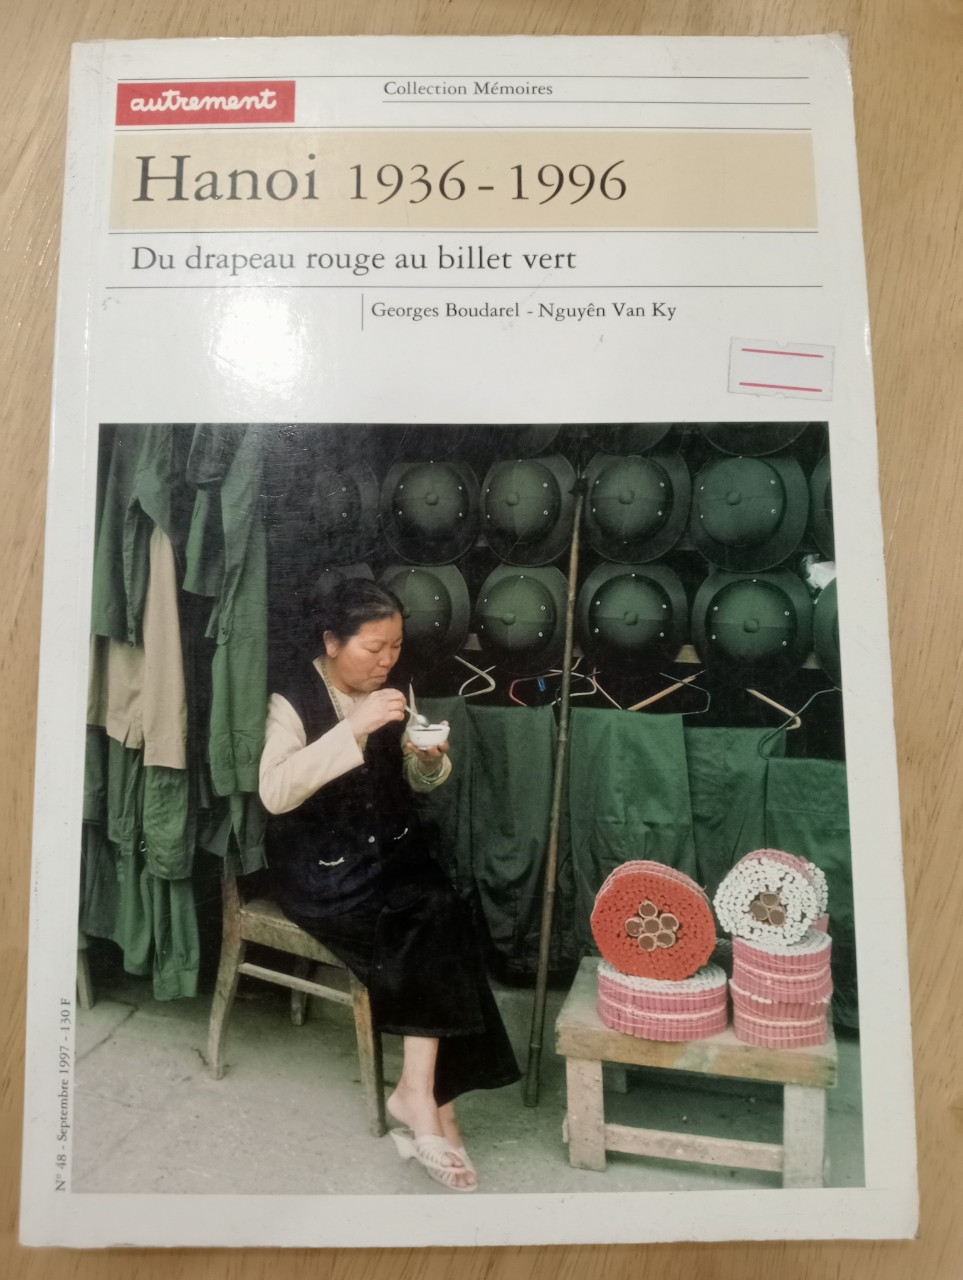 autrement
Collection Mémoires
Hanoi 1936-1996
Du drapeau rouge au billet vert
Georges Boudarel - Nguyên Van Ky
N° 48 - Septembre 1997 - 130 F